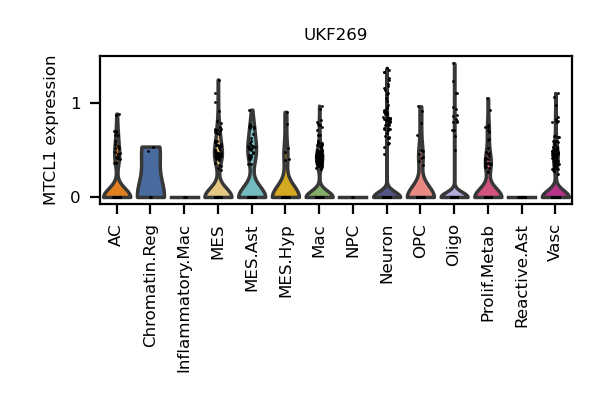 UKF269
MTCL1 expression
1
0
AC
Chromatin.Reg
Inflammatory.Mac
MES
MES.Ast
MES.Hyp
Mac
NPC
Neuron
OPC
Oligo
Prolif.Metab
Reactive.Ast
Vasc